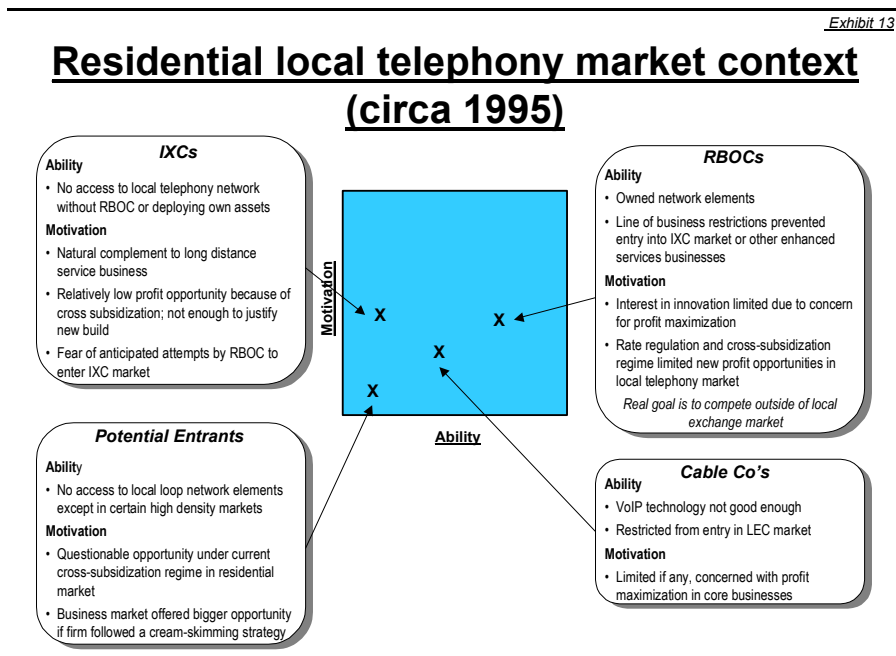 Exhibit 13
Residential local telephony market context
(circa 1995)
IXCs
Ability
• No access to local telephony network
without RBOC or deploying own assets
Motivation
• Natural complement to long distance
service business
• Relatively low profit opportunity because of
cross subsidization; not enough to justify
new build
• Fear of anticipated attempts by RBOC to
enter IXC market
RBOCs
Ability
• Owned network elements
• Line of business restrictions prevented
entry into IXC market or other enhanced
services businesses
Motivation
• Interest in innovation limited due to concern
for profit maximization
• Rate regulation and cross-subsidization
regime limited new profit opportunities in
local telephony market
Real goal is to compete outside of local
exchange market
Motivation
X
X
X
X
Ability
Potential Entrants
Ability
• No access to local loop network elements
except in certain high density markets
Motivation
• Questionable opportunity under current
cross-subsidization regime in residential
market
• Business market offered bigger opportunity
if firm followed a cream-skimming strategy
Cable Co's
Ability
• VoIP technology not good enough
• Restricted from entry in LEC market
Motivation
• Limited if any, concerned with profit
maximization in core businesses